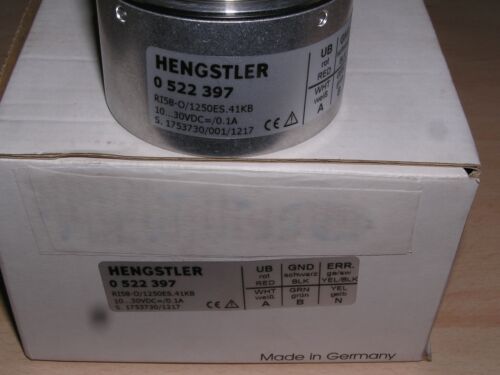 HENGSTLER
0 522 397
RI58-O/1250ES.41KB
10...30VDC=/0.1A
S. 1753730/001/1217
CE
UB
rot
RED
WHT
weiß
A
HENGSTLER
0 522 397
RI58-O/1250ES.41KB
10...30VDC=/0.1A
S. 1753730/1217
CE
UB GND ERR.
rot schwarz ge/sw
RED BLK YEL/BLK
WHT GRN YEL
weiß grün gelb
A B N
Made in Germany